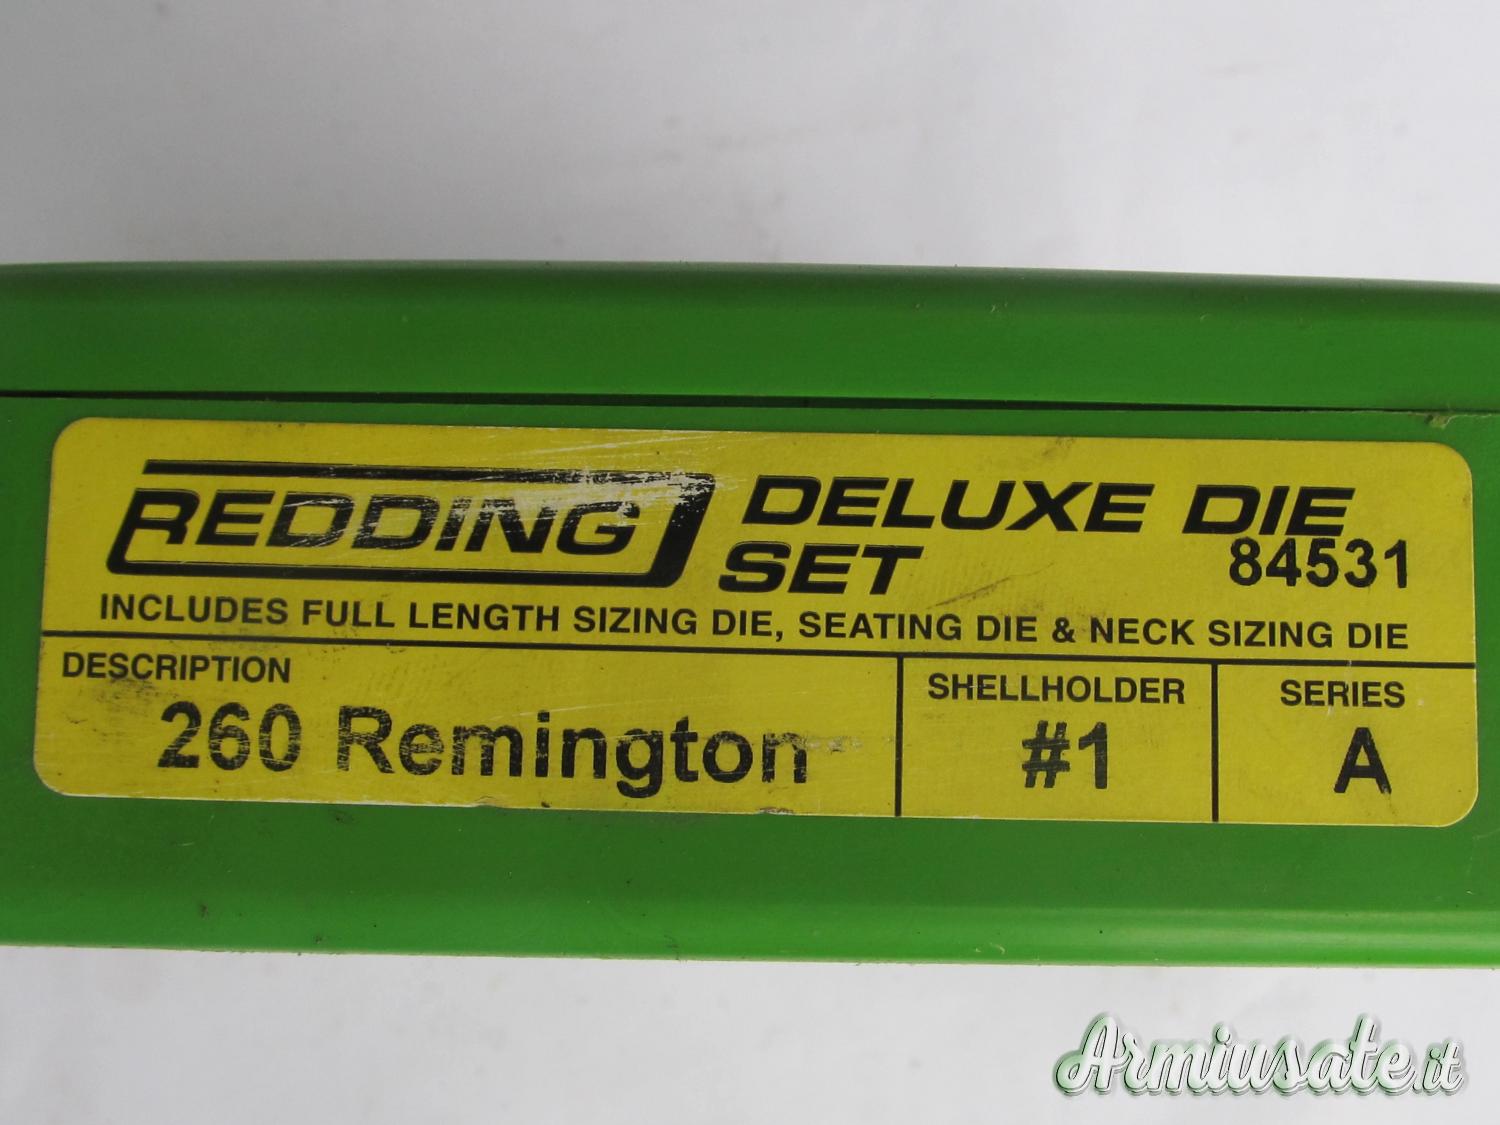 REDDING DELUXE DIE
SET 84531
INCLUDES FULL LENGTH SIZING DIE, SEATING DIE & NECK SIZING DIE
DESCRIPTION
260 Remington
SHELLHOLDER
#1
SERIES
A
Armiusate.it